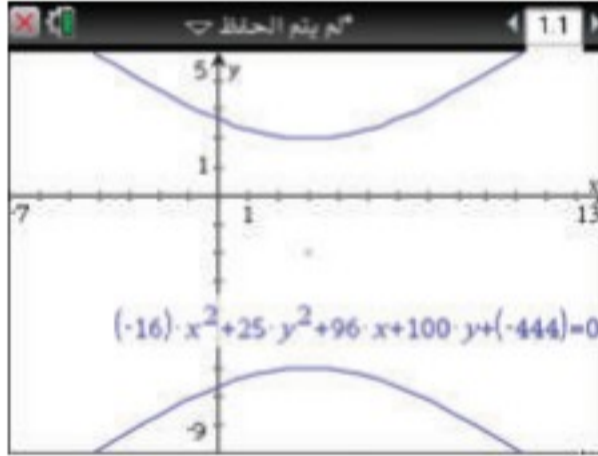 *لم يتم الحفظ 1.1
5 y
1
x
-7 1 13
(-16)·x²+25·y²+96·x+100·y+(-444)=0
-9